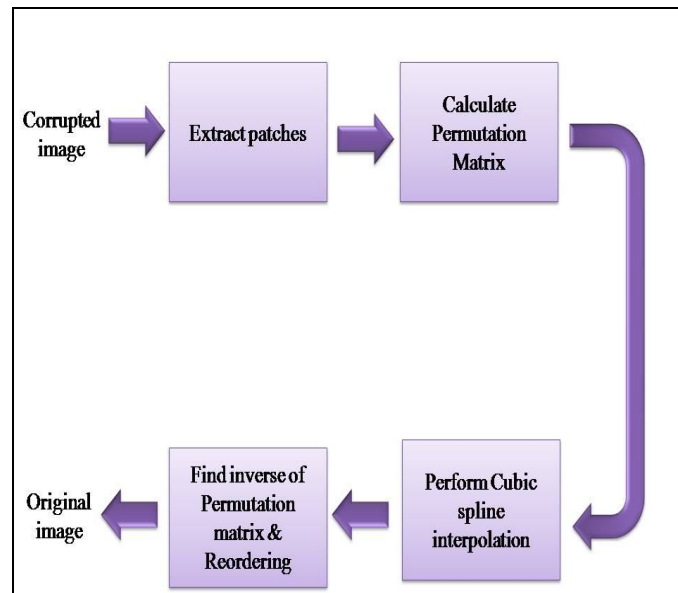 Corrupted
image
Extract patches
Calculate
Permutation
Matrix
Perform Cubic
spline
interpolation
Find inverse of
Permutation
matrix &
Reordering
Original
image